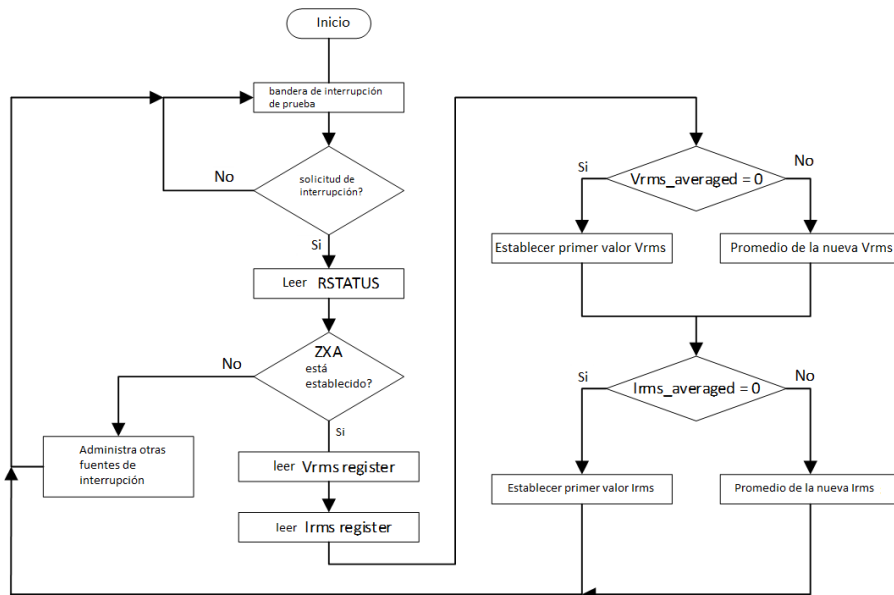 Inicio
bandera de interrupción
de prueba
solicitud de
interrupción?
No
Si
Leer RSTATUS
ZXA
está
establecido?
No
Si
Administra otras
fuentes de
interrupción
leer Vrms register
leer Irms register
Vrms_averaged = 0
Si
No
Establecer primer valor Vrms
Promedio de la nueva Vrms
Irms_averaged = 0
Si
No
Establecer primer valor Irms
Promedio de la nueva Irms